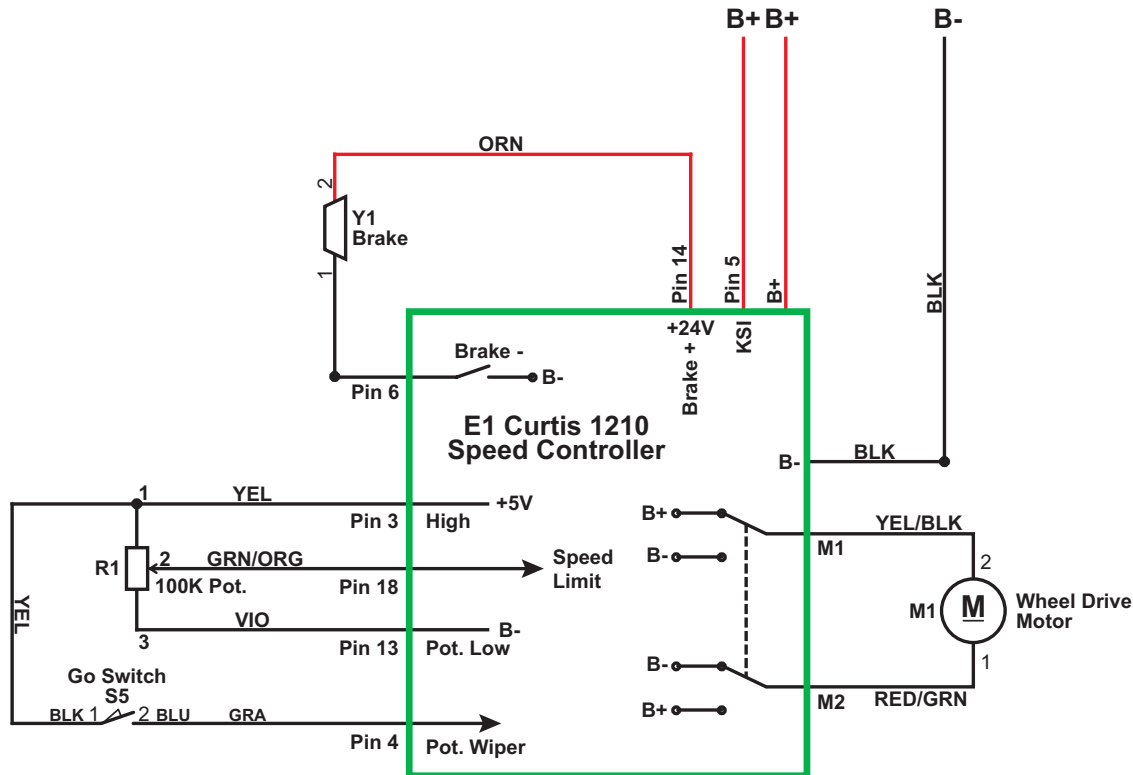 B+ B+
B-
ORN
2
Y1
Brake
1
Pin 14
Pin 5
B+
BLK
+24V
Brake +
KSI
Brake -
B-
Pin 6
E1 Curtis 1210
Speed Controller
B-
BLK
1
YEL
+5V
Pin 3
High
B+
YEL/BLK
M1
R1
2
GRN/ORG
100K Pot.
Pin 18
Speed
Limit
B-
2
M1
M
Wheel Drive
Motor
1
YEL
VIO
3
B-
Pin 13
Pot. Low
B-
M2
RED/GRN
Go Switch
S5
BLK 1
2 BLU
GRA
Pin 4
Pot. Wiper
B+